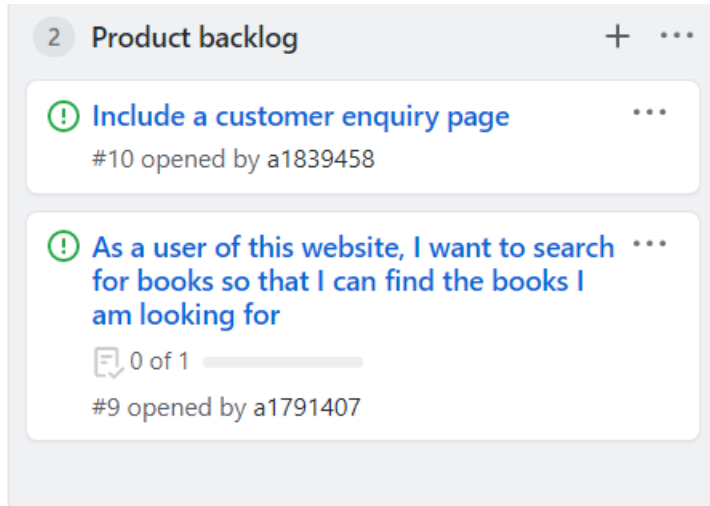 2 Product backlog
Include a customer enquiry page
#10 opened by a1839458
As a user of this website, I want to search
for books so that I can find the books I
am looking for
0 of 1
#9 opened by a1791407